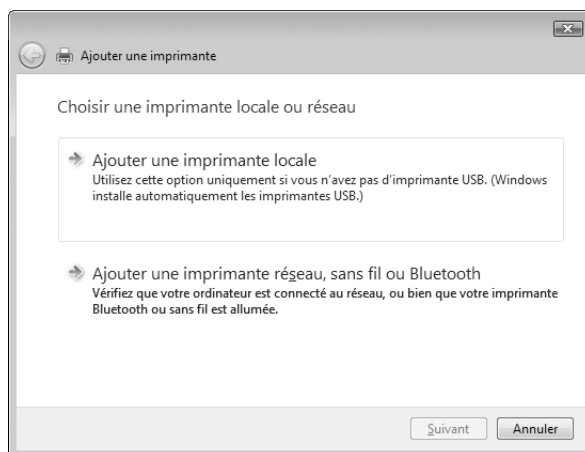 Ajouter une imprimante
Choisir une imprimante locale ou réseau
Ajouter une imprimante locale
Utilisez cette option uniquement si vous n'avez pas d'imprimante USB. (Windows
installe automatiquement les imprimantes USB.)
Ajouter une imprimante réseau, sans fil ou Bluetooth
Vérifiez que votre ordinateur est connecté au réseau, ou bien que votre imprimante
Bluetooth ou sans fil est allumée.
Suivant Annuler